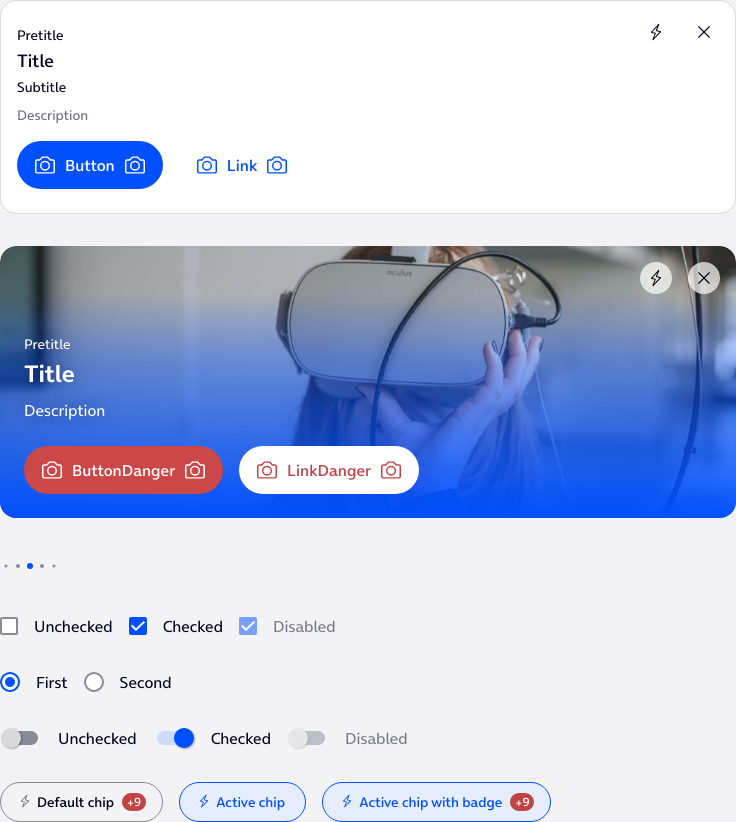 Pretitle
Title
Subtitle
Description
Button Link
oculus
Pretitle
Title
Description
ButtonDanger LinkDanger
Unchecked Checked Disabled
First Second
Unchecked Checked Disabled
Default chip +9 Active chip Active chip with badge +9